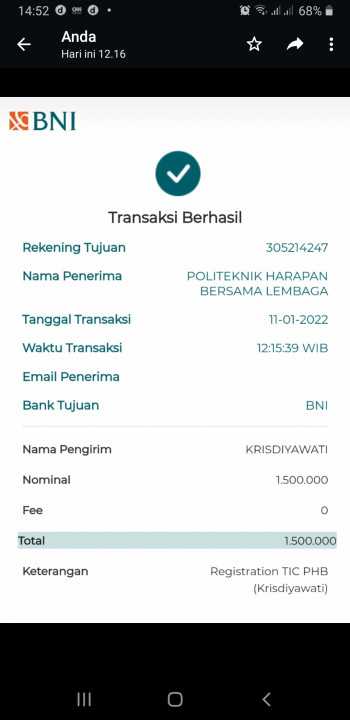 14:52 68%
Anda
Hari ini 12.16
BNI
Transaksi Berhasil
Rekening Tujuan 305214247
Nama Penerima POLITEKNIK HARAPAN
BERSAMA LEMBAGA
Tanggal Transaksi 11-01-2022
Waktu Transaksi 12:15:39 WIB
Email Penerima
Bank Tujuan BNI
Nama Pengirim KRISDIYAWATI
Nominal 1.500.000
Fee 0
Total 1.500.000
Keterangan Registration TIC PHB
(Krisdiyawati)